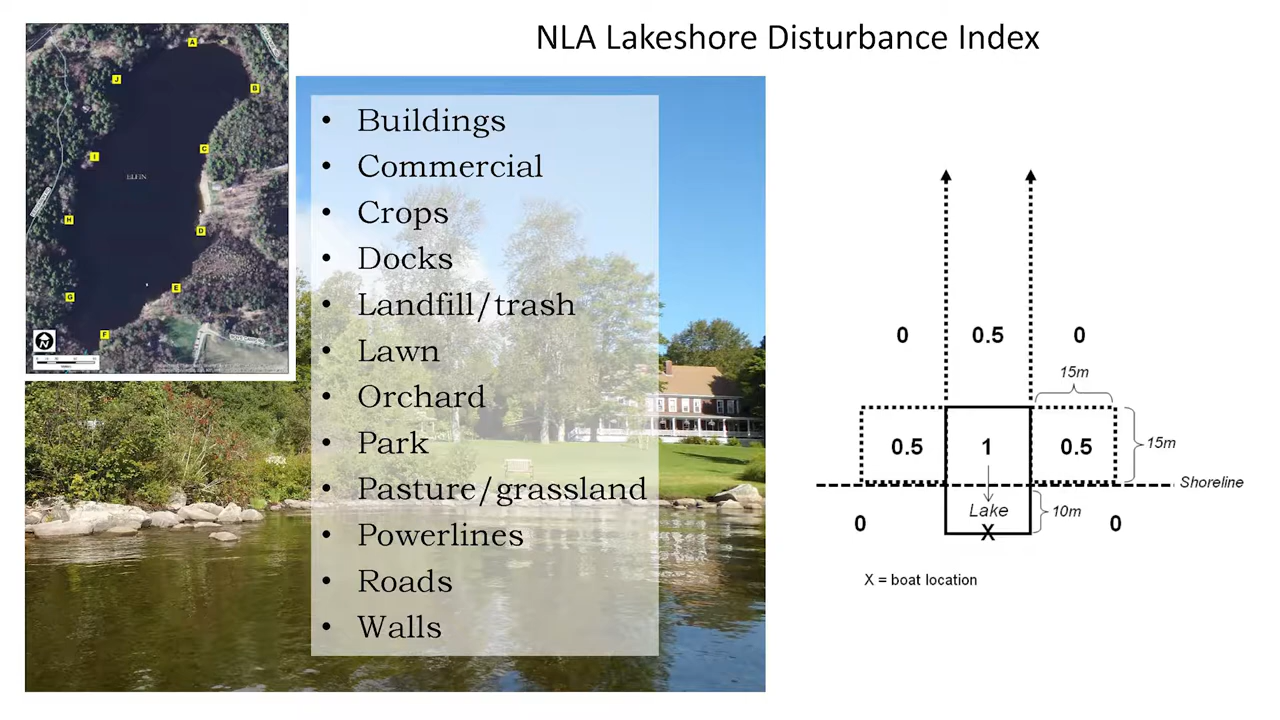 NLA Lakeshore Disturbance Index
A
J
B
C
I
ELFIN
H
D
E
G
F
N
• Buildings
• Commercial
• Crops
• Docks
• Landfill/trash
• Lawn
• Orchard
• Park
• Pasture/grassland
• Powerlines
• Roads
• Walls
0 0.5 0
15m
0.5 1 0.5
15m
Shoreline
Lake
10m
0 X 0
X = boat location